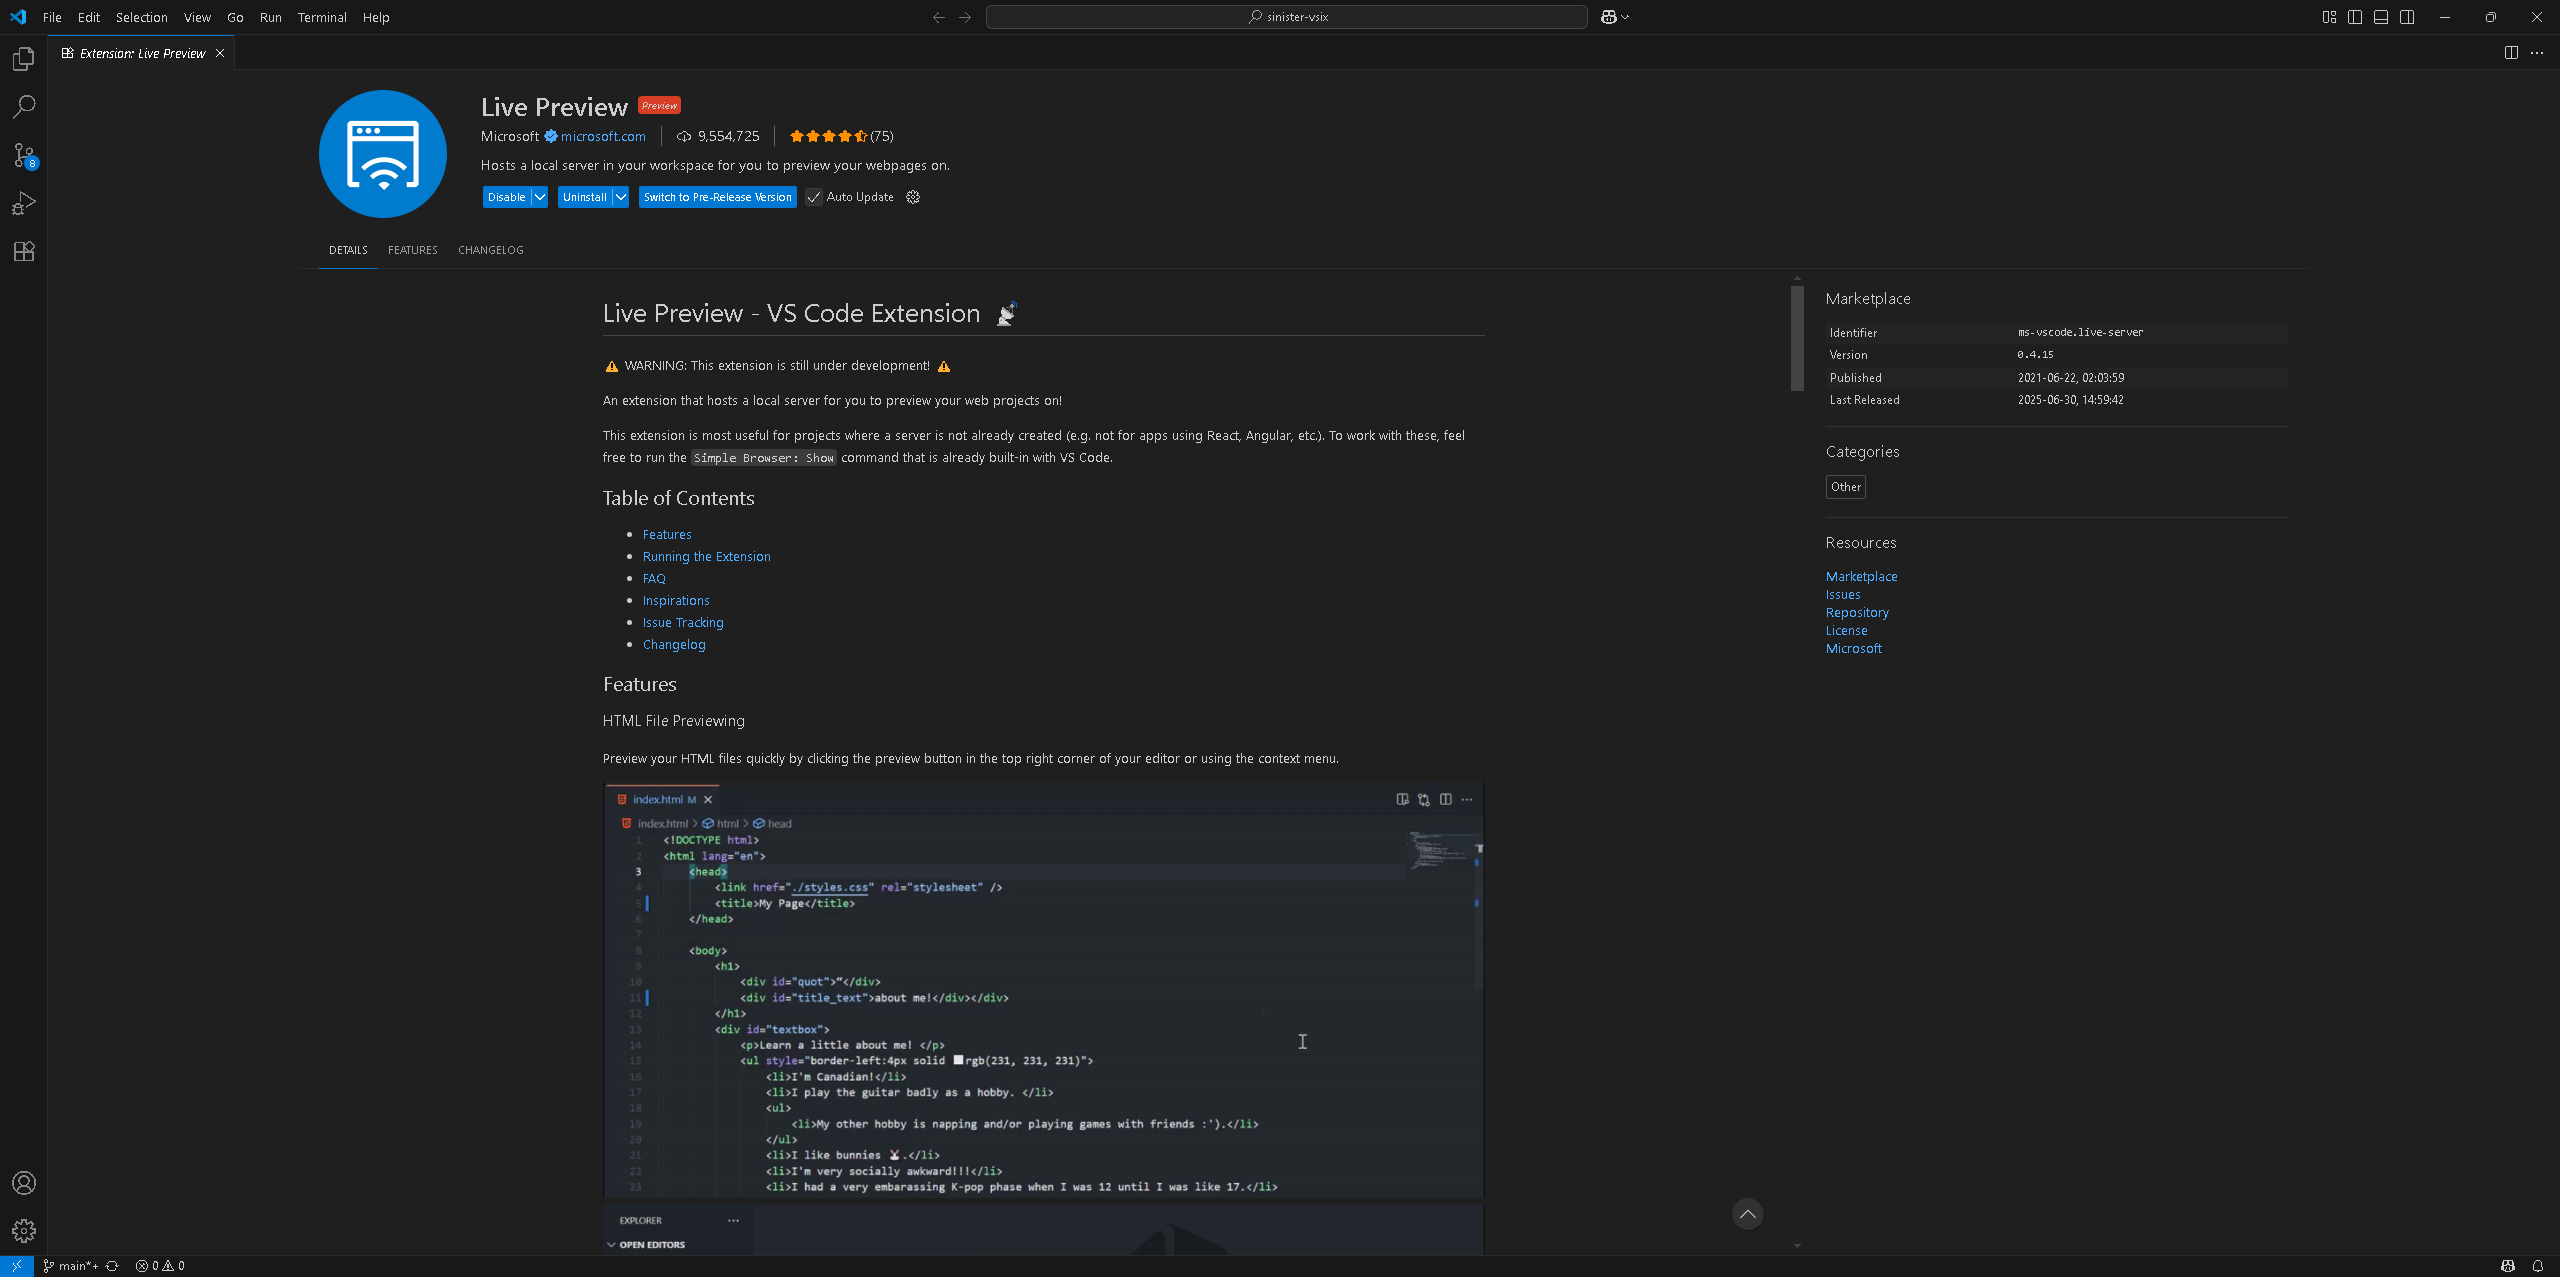 File Edit Selection View Go Run Terminal Help
sinister-vsix
Extension: Live Preview
8
Live Preview Preview
Microsoft microsoft.com 9,554,725 (75)
Hosts a local server in your workspace for you to preview your webpages on.
Disable Uninstall Switch to Pre-Release Version Auto Update
DETAILS FEATURES CHANGELOG
Live Preview - VS Code Extension
WARNING: This extension is still under development!
An extension that hosts a local server for you to preview your web projects on!
This extension is most useful for projects where a server is not already created (e.g. not for apps using React, Angular, etc.). To work with these, feel
free to run the Simple Browser: Show command that is already built-in with VS Code.
Table of Contents
Features
Running the Extension
FAQ
Inspirations
Issue Tracking
Changelog
Features
HTML File Previewing
Preview your HTML files quickly by clicking the preview button in the top right corner of your editor or using the context menu.
index.html M
index.html > html > head
1 <!DOCTYPE html>
2 <html lang="en">
3 <head>
4 <link href="./styles.css" rel="stylesheet" />
5 <title>My Page</title>
6 </head>
7
8 <body>
9 <h1>
10 <div id="quot">“</div>
11 <div id="title_text">about me!</div></div>
12 </h1>
13 <div id="textbox">
14 <p>Learn a little about me! </p>
15 <ul style="border-left:4px solid rgb(231, 231, 231)">
16 <li>I'm Canadian!</li>
17 <li>I play the guitar badly as a hobby. </li>
18 <ul>
19 <li>My other hobby is napping and/or playing games with friends :').</li>
20 </ul>
21 <li>I like bunnies 🐰.</li>
22 <li>I'm very socially awkward!!!</li>
23 <li>I had a very embarassing K-pop phase when I was 12 until I was like 17.</li>
EXPLORER
OPEN EDITORS
Marketplace
Identifier ms-vscode.live-server
Version 0.4.15
Published 2021-06-22, 02:03:59
Last Released 2025-06-30, 14:59:42
Categories
Other
Resources
Marketplace
Issues
Repository
License
Microsoft
main*+ 0 0